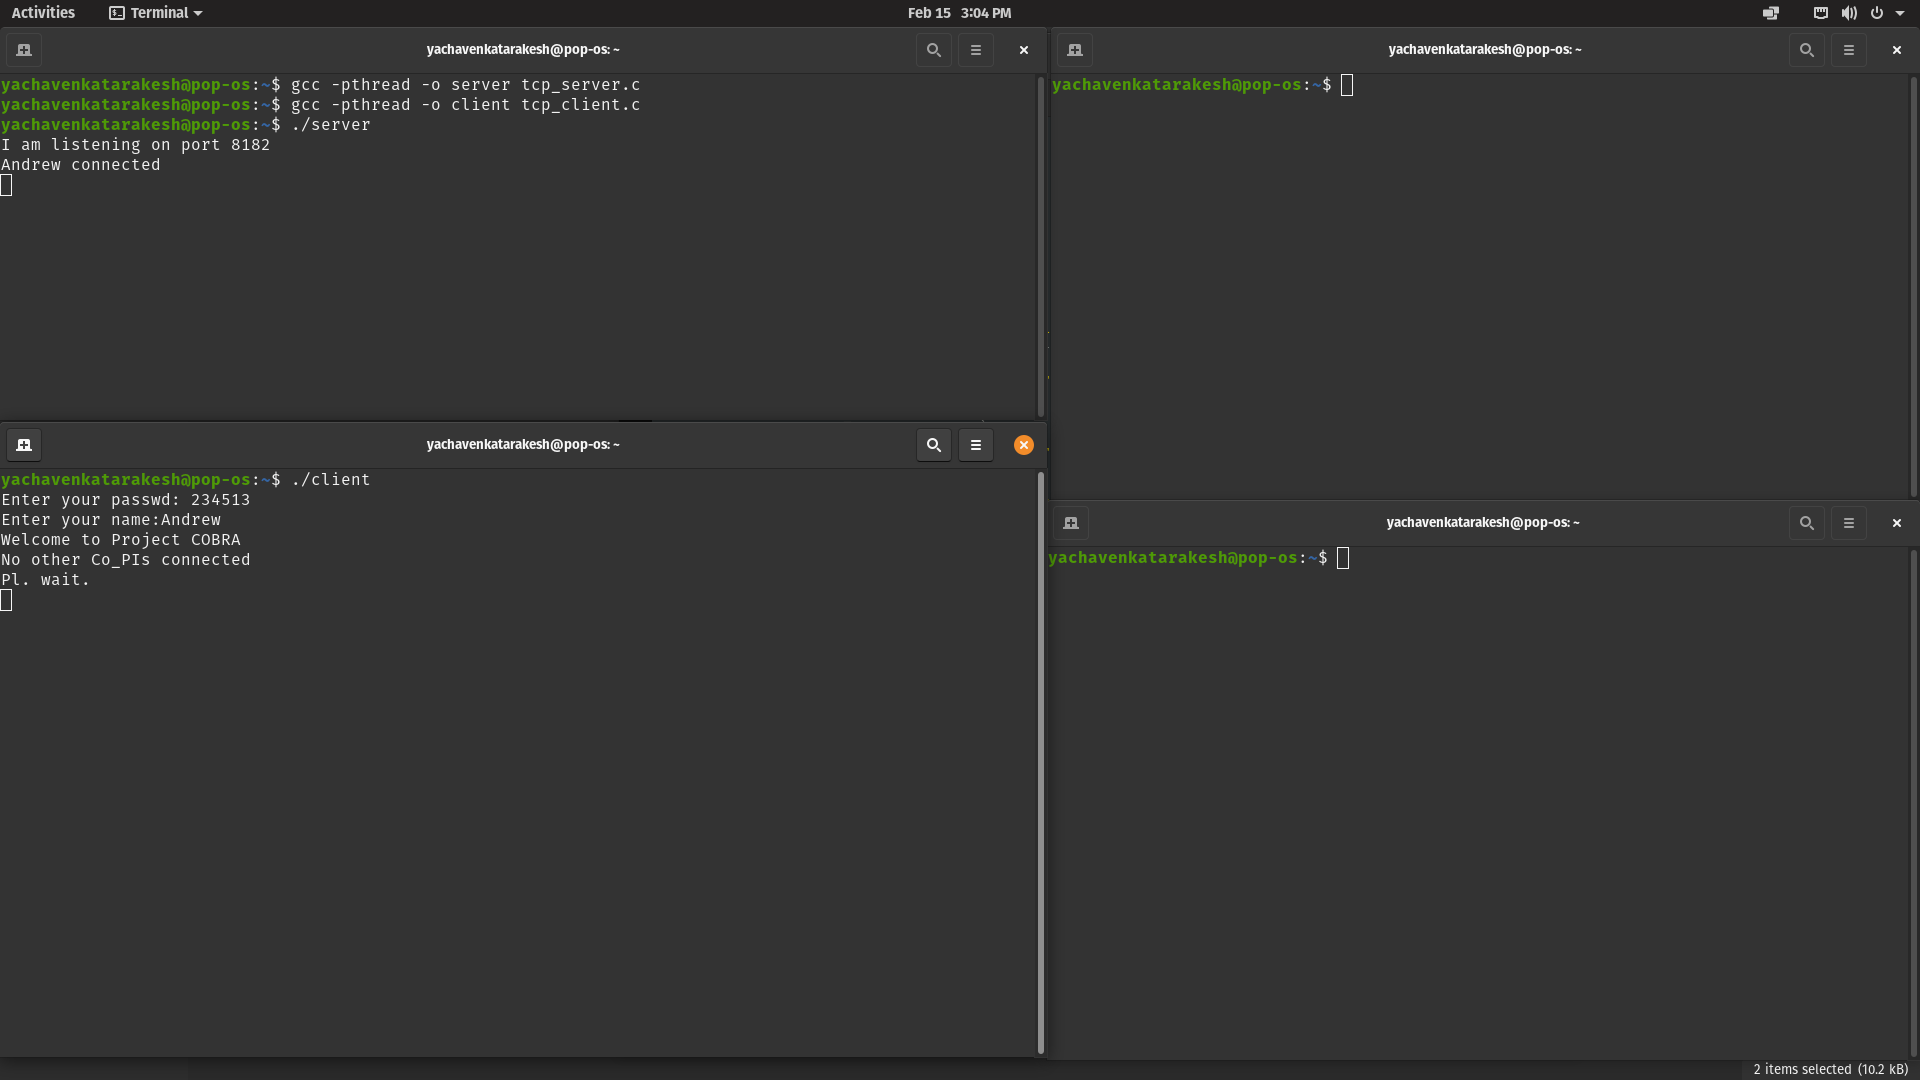 Activities Terminal Feb 15 3:04 PM
yachavenkatarakesh@pop-os: ~
yachavenkatarakesh@pop-os:~$ gcc -pthread -o server tcp_server.c
yachavenkatarakesh@pop-os:~$ gcc -pthread -o client tcp_client.c
yachavenkatarakesh@pop-os:~$ ./server
I am listening on port 8182
Andrew connected
yachavenkatarakesh@pop-os: ~
yachavenkatarakesh@pop-os:~$
yachavenkatarakesh@pop-os: ~
yachavenkatarakesh@pop-os:~$ ./client
Enter your passwd: 234513
Enter your name:Andrew
Welcome to Project COBRA
No other Co_PIs connected
Pl. wait.
yachavenkatarakesh@pop-os: ~
yachavenkatarakesh@pop-os:~$
2 items selected (10.2 kB)